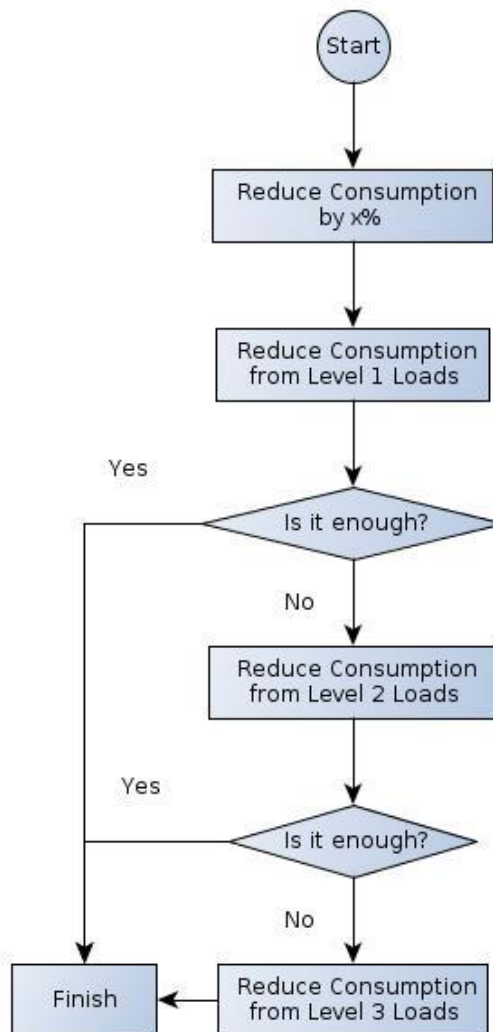 Start
Reduce Consumption
by x%
Reduce Consumption
from Level 1 Loads
Yes
Is it enough?
No
Reduce Consumption
from Level 2 Loads
Yes
Is it enough?
No
Finish
Reduce Consumption
from Level 3 Loads